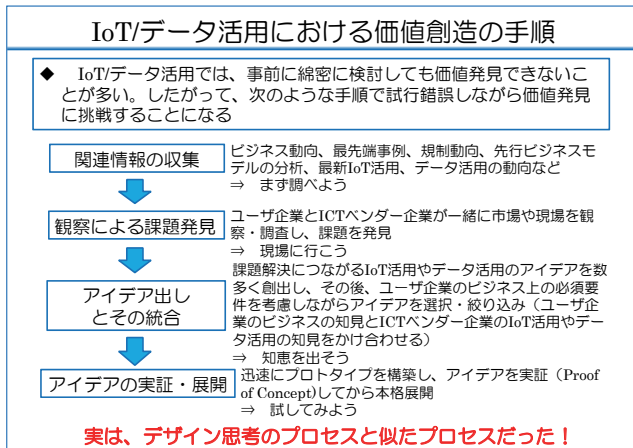 IoT/データ活用における価値創造の手順
◆ IoT/データ活用では、事前に綿密に検討しても価値発見できないこ
とが多い。したがって、次のような手順で試行錯誤しながら価値発見
に挑戦することになる
関連情報の収集
ビジネス動向、最先端事例、規制動向、先行ビジネスモ
デルの分析、最新IoT活用、データ活用の動向など
⇒ まず調べよう
観察による課題発見
ユーザ企業とICTベンダー企業が一緒に市場や現場を観
察・調査し、課題を発見
⇒ 現場に行こう
アイデア出し
とその統合
課題解決につながるIoT活用やデータ活用のアイデアを数
多く創出し、その後、ユーザ企業のビジネス上の必須要
件を考慮しながらアイデアを選択・絞り込み（ユーザ企
業のビジネスの知見とICTベンダー企業のIoT活用やデー
タ活用の知見をかけ合わせる）
⇒ 知恵を出そう
アイデアの実証・展開
迅速にプロトタイプを構築し、アイデアを実証（Proof
of Concept)してから本格展開
⇒ 試してみよう
実は、デザイン思考のプロセスと似たプロセスだった！